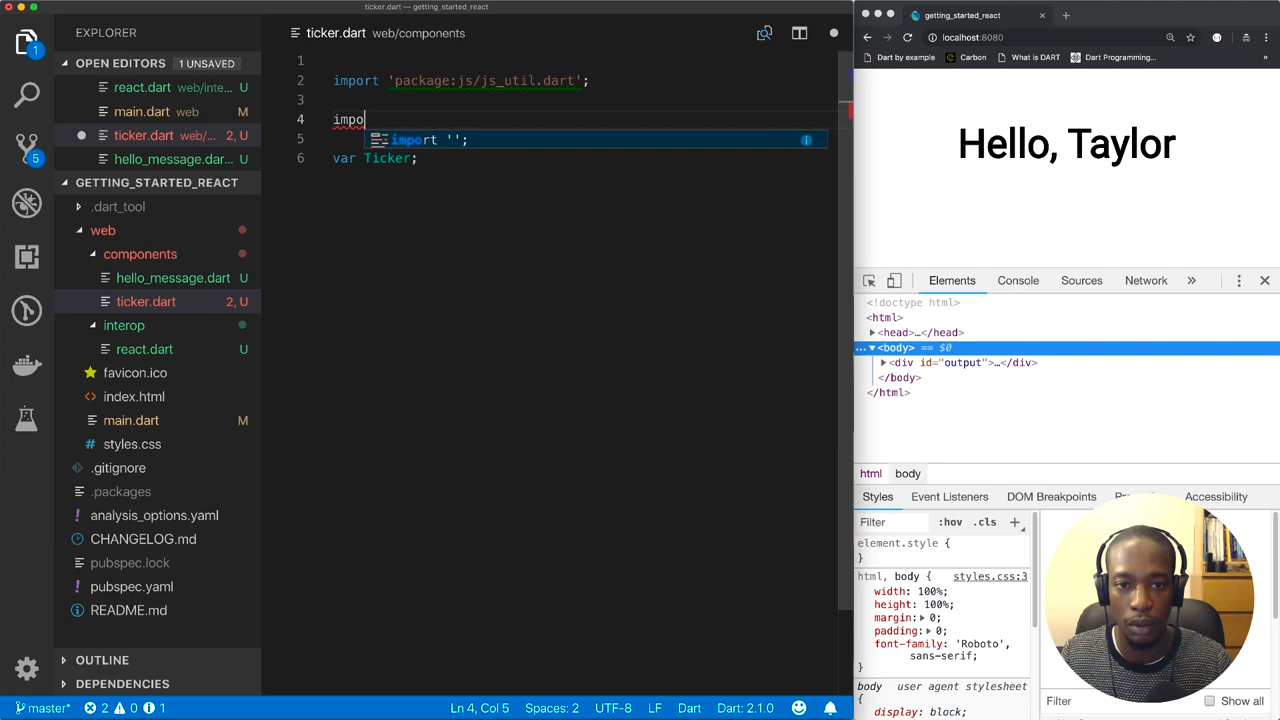 ticker.dart — getting_started_react
EXPLORER
OPEN EDITORS 1 UNSAVED
react.dart web/inte... U
main.dart web M
ticker.dart web/... 2, U
hello_message.dar... U
GETTING_STARTED_REACT
.dart_tool
web
components
hello_message.dart U
ticker.dart 2, U
interop
react.dart U
favicon.ico
index.html
main.dart M
styles.css
.gitignore
.packages
analysis_options.yaml
CHANGELOG.md
pubspec.lock
pubspec.yaml
README.md
OUTLINE
DEPENDENCIES
1
5
ticker.dart web/components
1
2 import 'package:js/js_util.dart';
3
4 impo
5 import '';
6 var Ticker;
master* 2 0 1
Ln 4, Col 5 Spaces: 2 UTF-8 LF Dart Dart: 2.1.0
getting_started_react
localhost:8080
Dart by example Carbon What is DART Dart Programming...
Hello, Taylor
Elements Console Sources Network
<!doctype html>
<html>
<head>…</head>
<body> == $0
<div id="output">…</div>
</body>
</html>
html body
Styles Event Listeners DOM Breakpoints Accessibility
Filter :hov .cls
element.style {
}
html, body { styles.css:3
width: 100%;
height: 100%;
margin: 0;
padding: 0;
font-family: 'Roboto',
sans-serif;
}
body user agent stylesheet
{
display: block;
Filter Show all